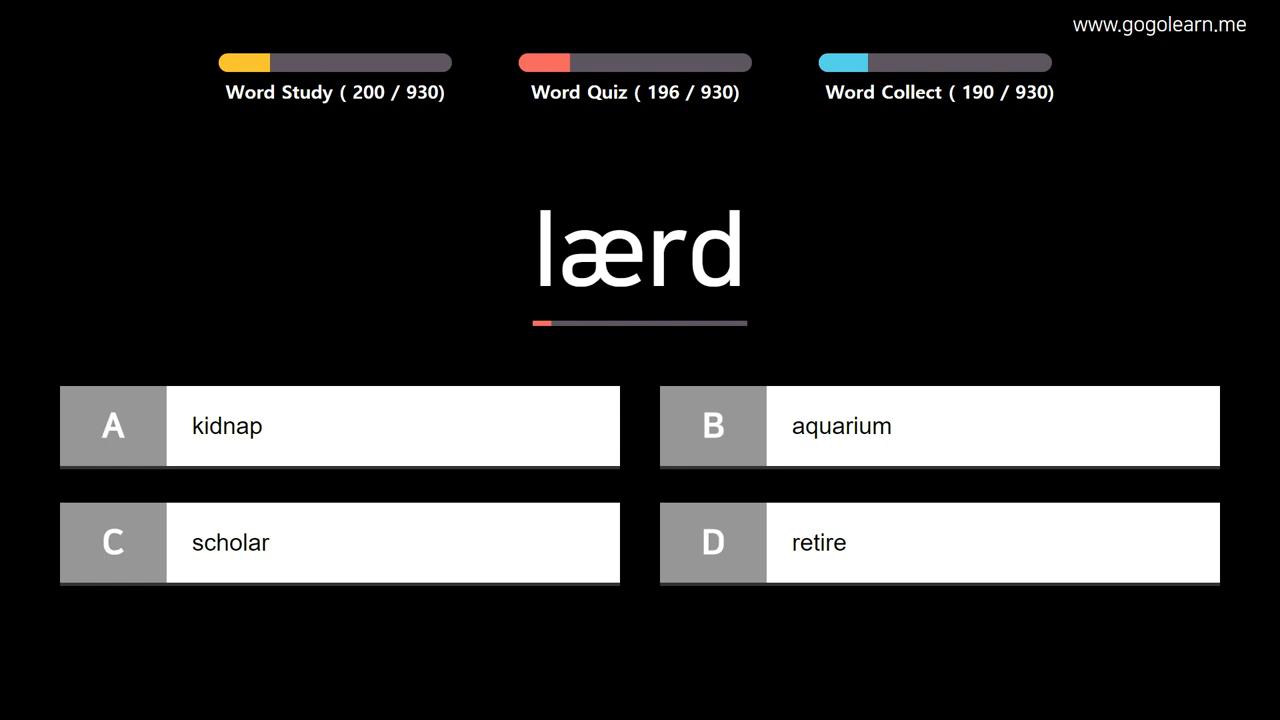 www.gogolearn.me
Word Study ( 200 / 930)
Word Quiz ( 196 / 930)
Word Collect ( 190 / 930)
lærd
A kidnap
B aquarium
C scholar
D retire